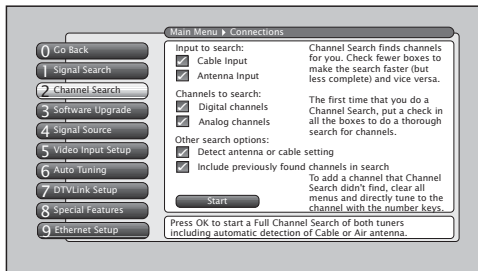 Main Menu ▸ Connections
0 Go Back
1 Signal Search
2 Channel Search
3 Software Upgrade
4 Signal Source
5 Video Input Setup
6 Auto Tuning
7 DTVLink Setup
8 Special Features
9 Ethernet Setup
Input to search:
Cable Input
Antenna Input
Channels to search:
Digital channels
Analog channels
Other search options:
Detect antenna or cable setting
Include previously found channels in search
Start
Channel Search finds channels
for you. Check fewer boxes to
make the search faster (but
less complete) and vice versa.
The first time that you do a
Channel Search, put a check in
all the boxes to do a thorough
search for channels.
To add a channel that Channel
Search didn't find, clear all
menus and directly tune to the
channel with the number keys.
Press OK to start a Full Channel Search of both tuners
including automatic detection of Cable or Air antenna.